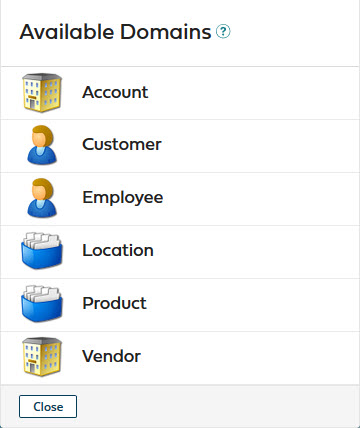 Available Domains ?
Account
Customer
Employee
Location
Product
Vendor
Close